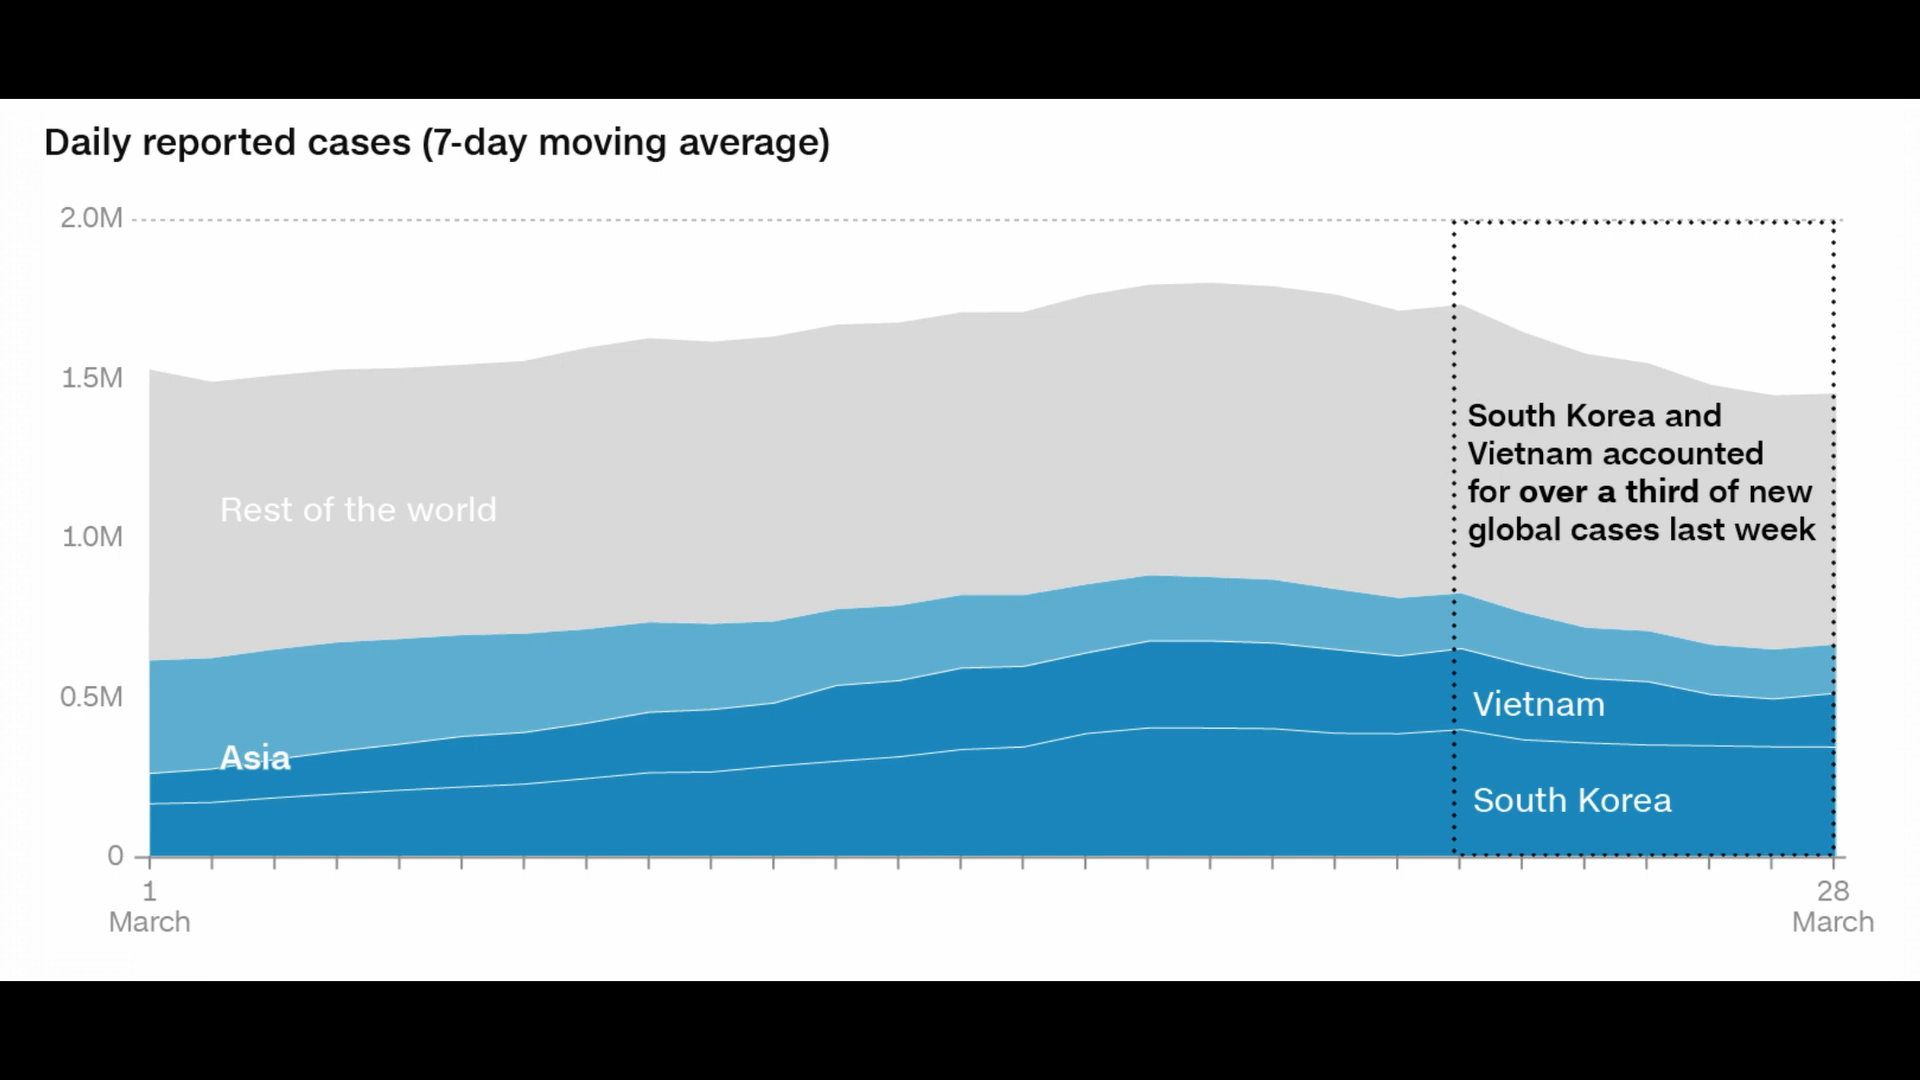 Daily reported cases (7-day moving average)
2.0M
1.5M
1.0M
0.5M
0
Rest of the world
Asia
South Korea and
Vietnam accounted
for over a third of new
global cases last week
Vietnam
South Korea
1
March
28
March